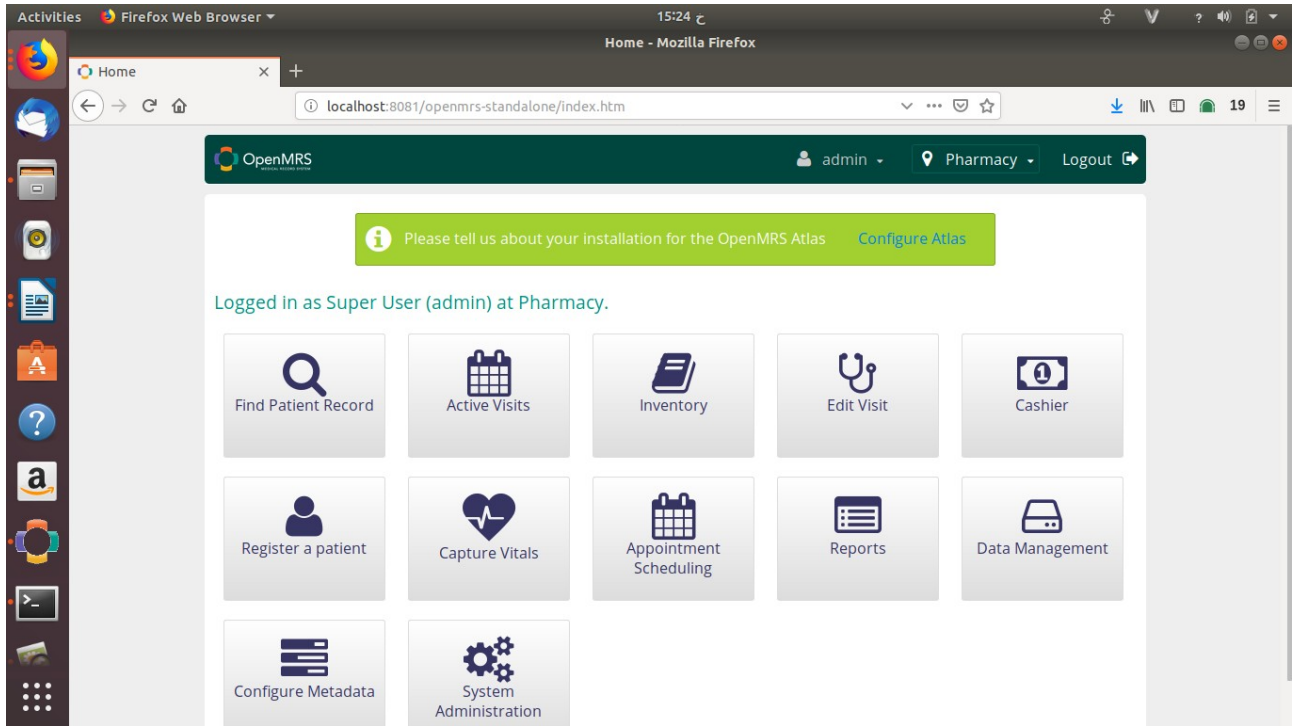 Activities Firefox Web Browser 15:24 ح ?
Home - Mozilla Firefox
Home
localhost:8081/openmrs-standalone/index.htm 19
OpenMRS admin Pharmacy Logout
MEDICAL RECORD SYSTEM
Please tell us about your installation for the OpenMRS Atlas Configure Atlas
Logged in as Super User (admin) at Pharmacy.
Find Patient Record Active Visits Inventory Edit Visit Cashier
Register a patient Capture Vitals Appointment Reports Data Management
Scheduling
Configure Metadata System
Administration